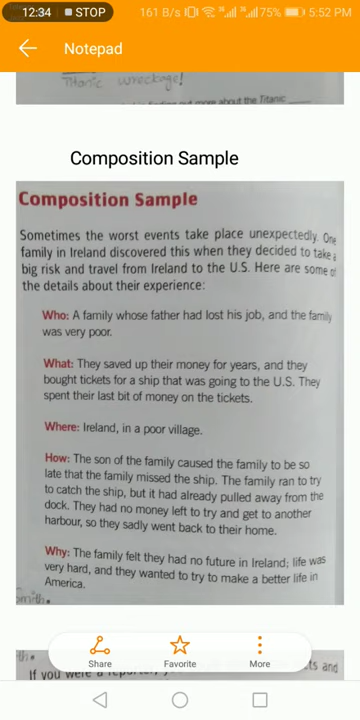 12:34 STOP 161 B/s 75% 5:52 PM
Notepad
Titanic wreckage!
more about the Titanic
Composition Sample
Composition Sample
Sometimes the worst events take place unexpectedly. One
family in Ireland discovered this when they decided to take a
big risk and travel from Ireland to the U.S. Here are some of
the details about their experience:
Who: A family whose father had lost his job, and the family
was very poor.
What: They saved up their money for years, and they
bought tickets for a ship that was going to the U.S. They
spent their last bit of money on the tickets.
Where: Ireland, in a poor village.
How: The son of the family caused the family to be so
late that the family missed the ship. The family ran to try
to catch the ship, but it had already pulled away from the
dock. They had no money left to try and get to another
harbour, so they sadly went back to their home.
Why: The family felt they had no future in Ireland; life was
very hard, and they wanted to try to make a better life in
America.
If you were a reporter,
and
Share Favorite More